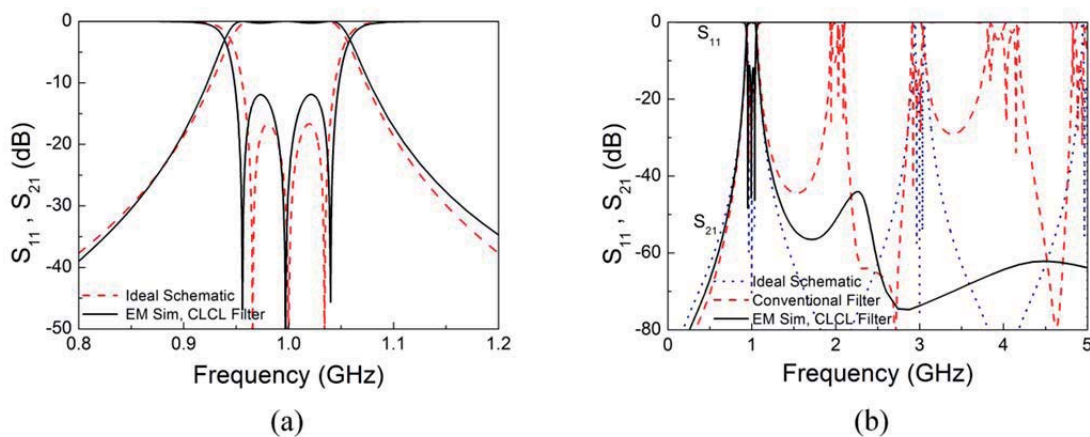 0
-10
-20
-30
-40
-50
S11 , S21 (dB)
Ideal Schematic
EM Sim, CLCL Filter
0.8
0.9
1.0
1.1
1.2
Frequency (GHz)
(a)
0
-20
-40
-60
-80
S11 , S21 (dB)
S11
S21
Ideal Schematic
Conventional Filter
EM Sim, CLCL Filter
0
1
2
3
4
5
Frequency (GHz)
(b)